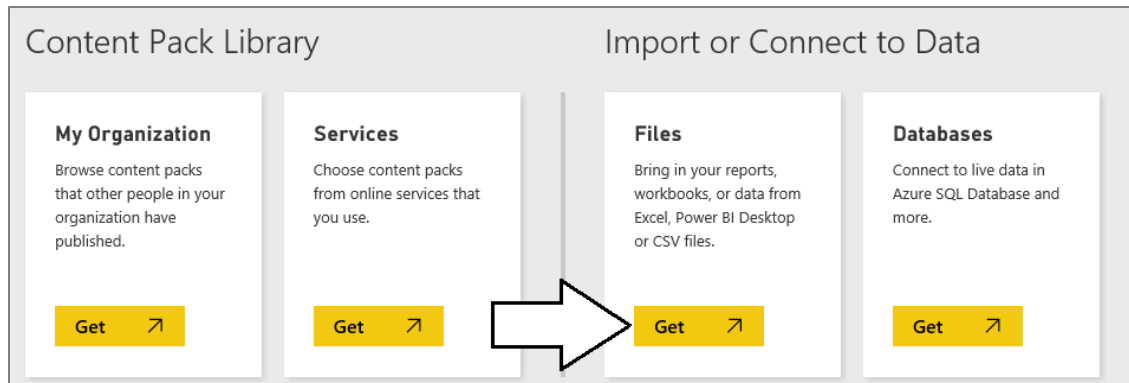 Content Pack Library
Import or Connect to Data
My Organization
Browse content packs
that other people in your
organization have
published.
Get
Services
Choose content packs
from online services that
you use.
Get
Files
Bring in your reports,
workbooks, or data from
Excel, Power BI Desktop
or CSV files.
Get
Databases
Connect to live data in
Azure SQL Database and
more.
Get